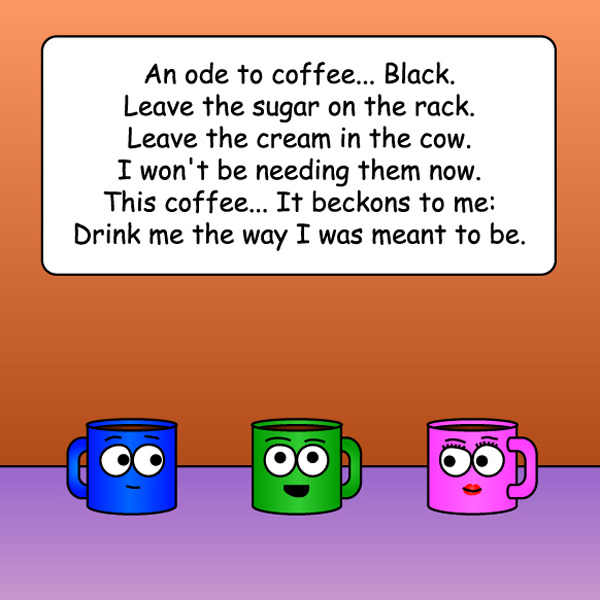 An ode to coffee... Black.
Leave the sugar on the rack.
Leave the cream in the cow.
I won't be needing them now.
This coffee... It beckons to me:
Drink me the way I was meant to be.